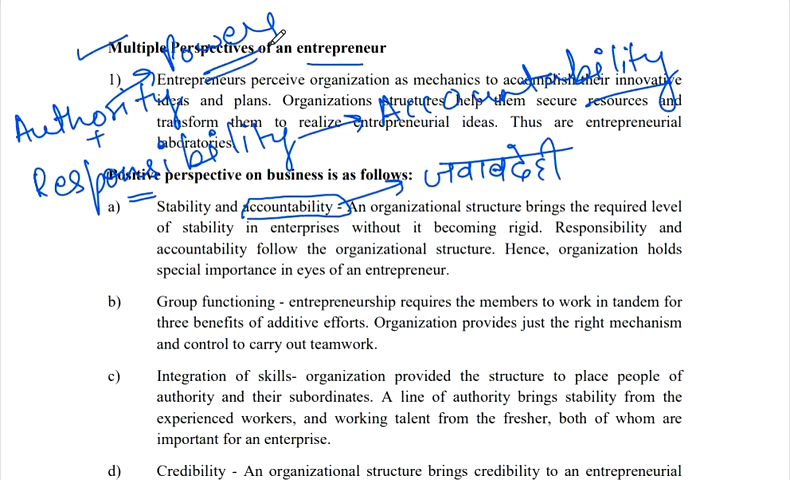 Powers
Multiple Perspectives of an entrepreneur
1) Entrepreneurs perceive organization as mechanics to accomplish their innovative
ideas and plans. Organizations structures help them secure resources and
transform them to realize entrepreneurial ideas. Thus are entrepreneurial
laboratories.
Authority
+
Responsibility
Accountability
Positive perspective on business is as follows:
जवाबदेही
a) Stability and accountability - An organizational structure brings the required level
of stability in enterprises without it becoming rigid. Responsibility and
accountability follow the organizational structure. Hence, organization holds
special importance in eyes of an entrepreneur.
b) Group functioning - entrepreneurship requires the members to work in tandem for
three benefits of additive efforts. Organization provides just the right mechanism
and control to carry out teamwork.
c) Integration of skills- organization provided the structure to place people of
authority and their subordinates. A line of authority brings stability from the
experienced workers, and working talent from the fresher, both of whom are
important for an enterprise.
d) Credibility - An organizational structure brings credibility to an entrepreneurial